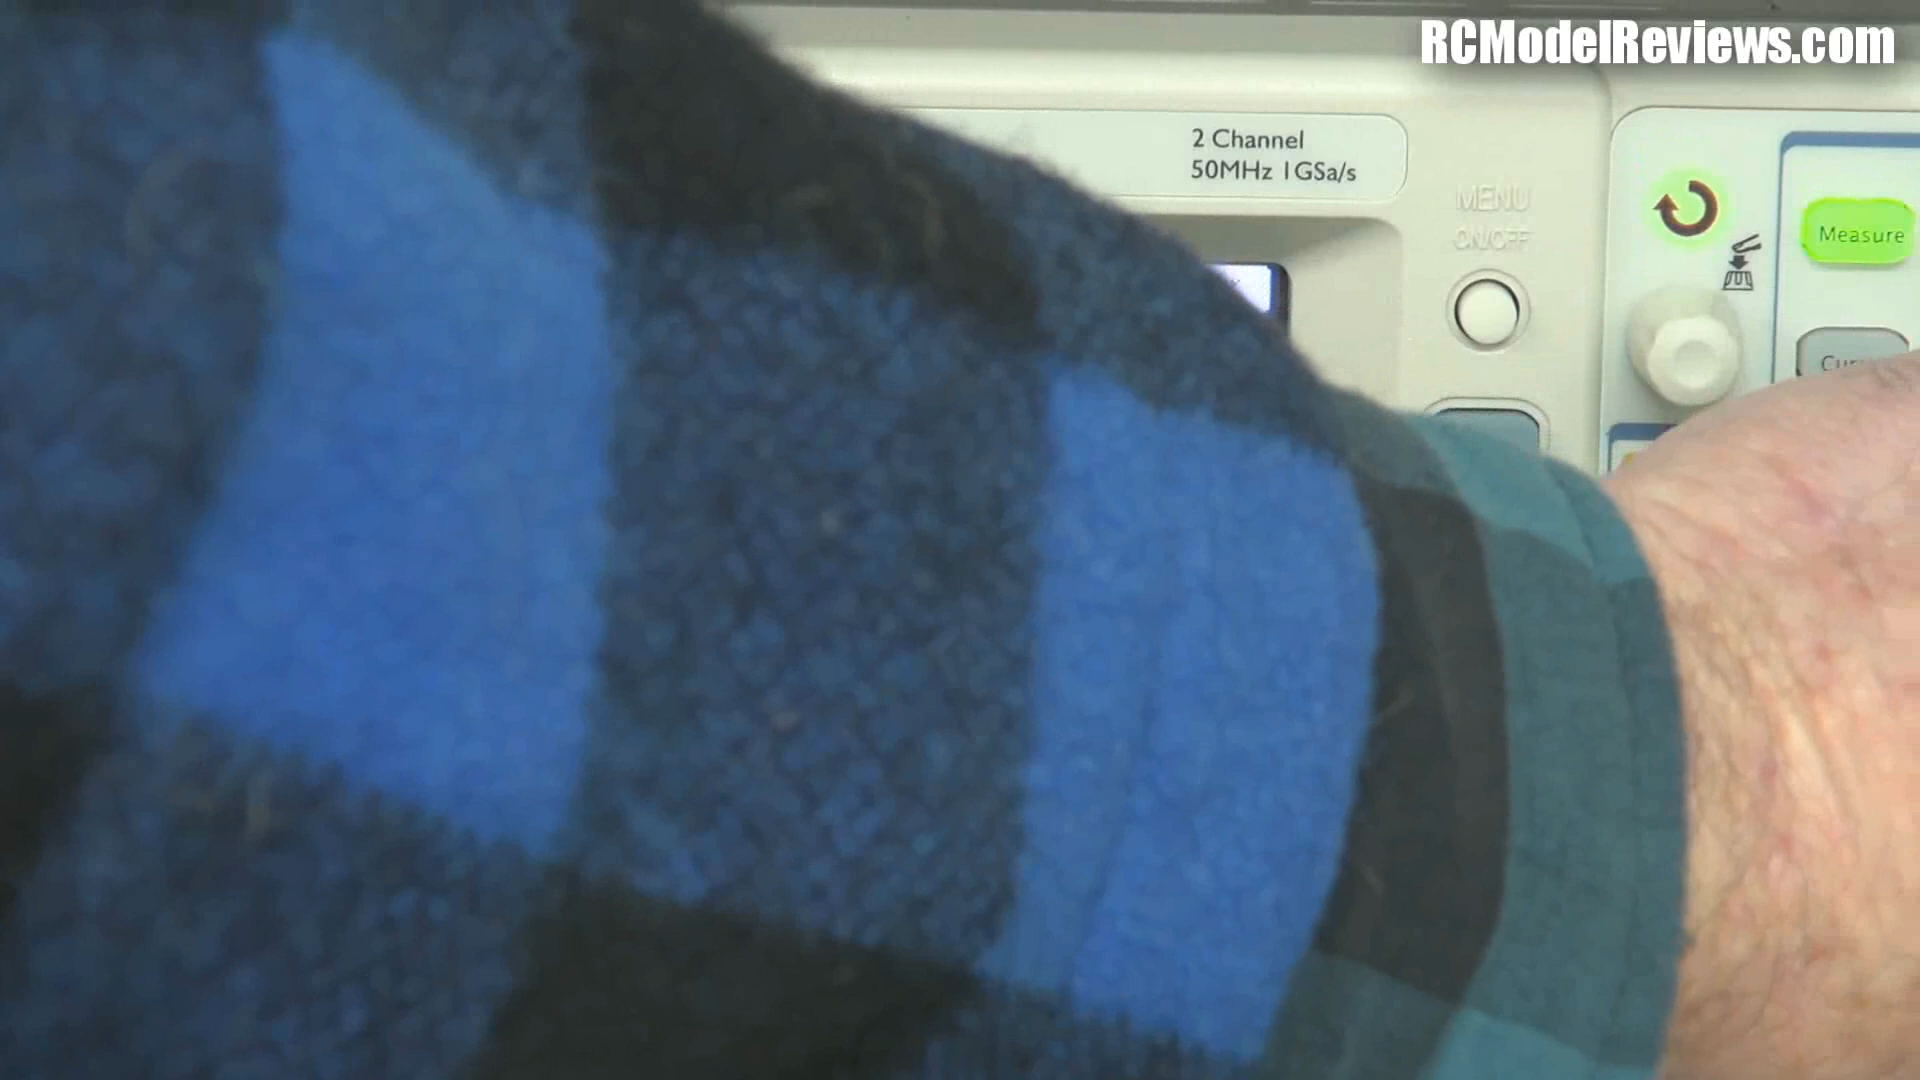 RCModelReviews.com
2 Channel
50MHz 1GSa/s
MENU
ON/OFF
Measure